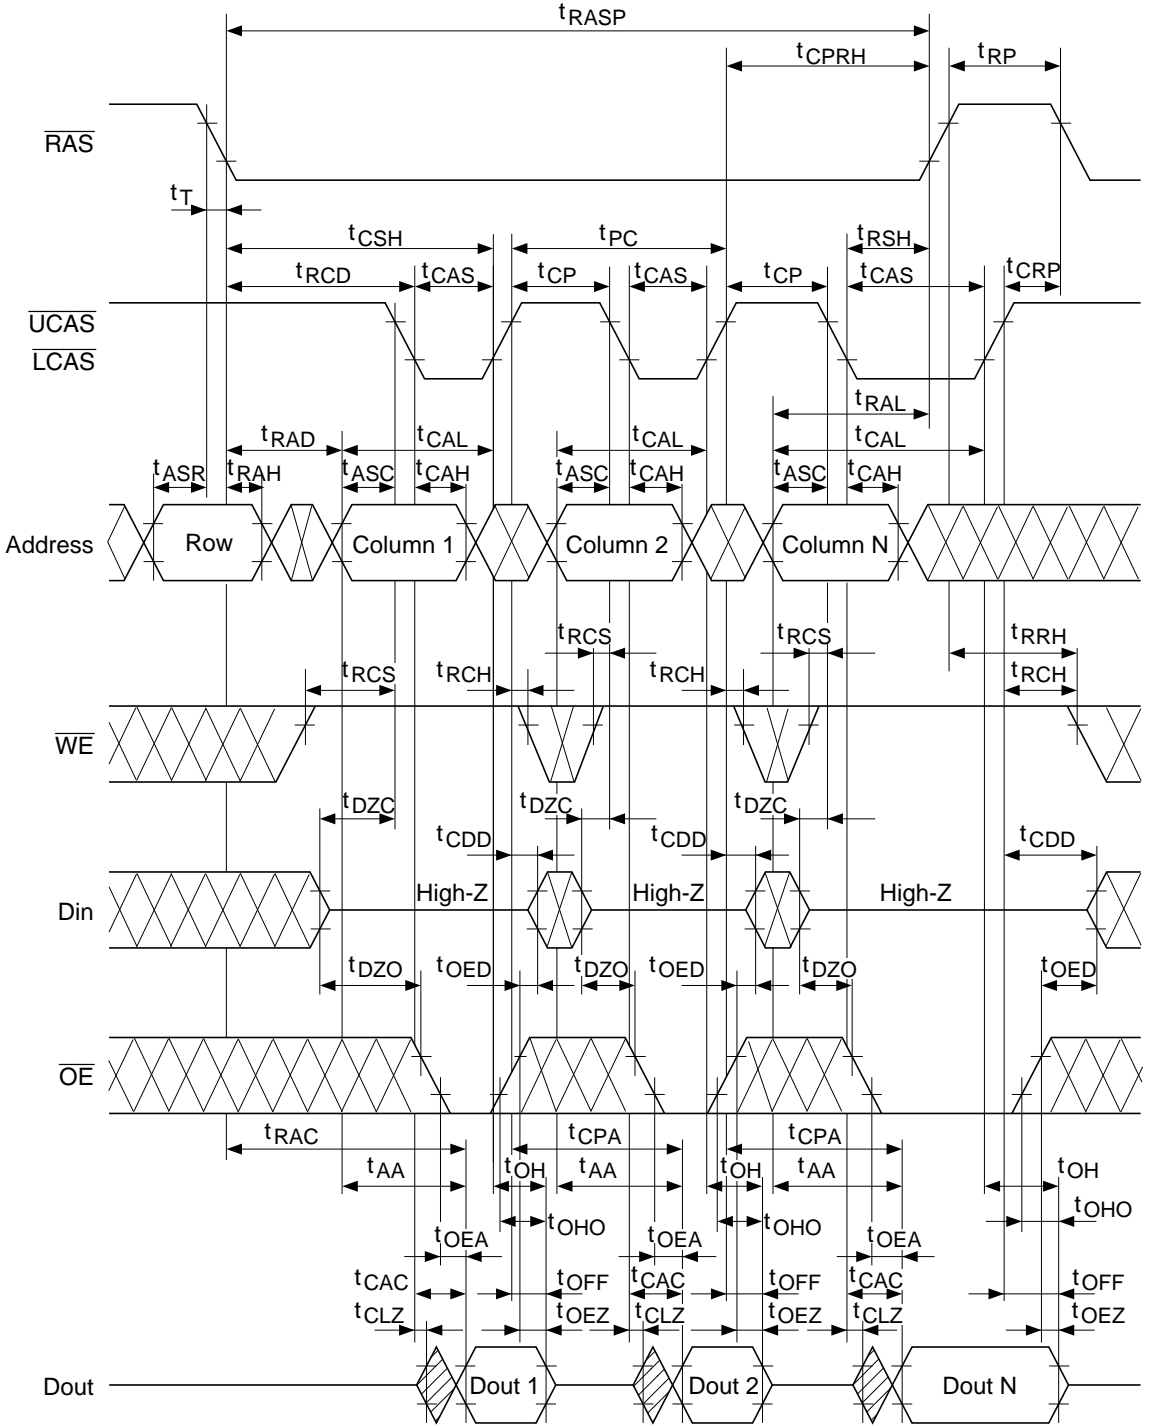 tRASP
tCPRH tRP
RAS
tT
tCSH tPC tRSH
tRCD tCAS tCP tCAS tCP tCAS tCRP
UCAS
LCAS
tRAL
tRAD tCAL tCAL tCAL
tASR tRAH tASC tCAH tASC tCAH tASC tCAH
Address Row Column 1 Column 2 Column N
tRCS tRCS tRRH
tRCS tRCH tRCH tRCH
WE
tDZC tDZC tDZC
tCDD tCDD tCDD
Din High-Z High-Z High-Z
tDZO tOED tDZO tOED tDZO tOED
OE
tRAC tCPA tCPA
tAA tOH tAA tOH tAA tOH
tOHO tOHO tOHO
tOEA tOEA tOEA
tCAC tOFF tCAC tOFF tCAC tOFF
tCLZ tOEZ tCLZ tOEZ tCLZ tOEZ
Dout Dout 1 Dout 2 Dout N